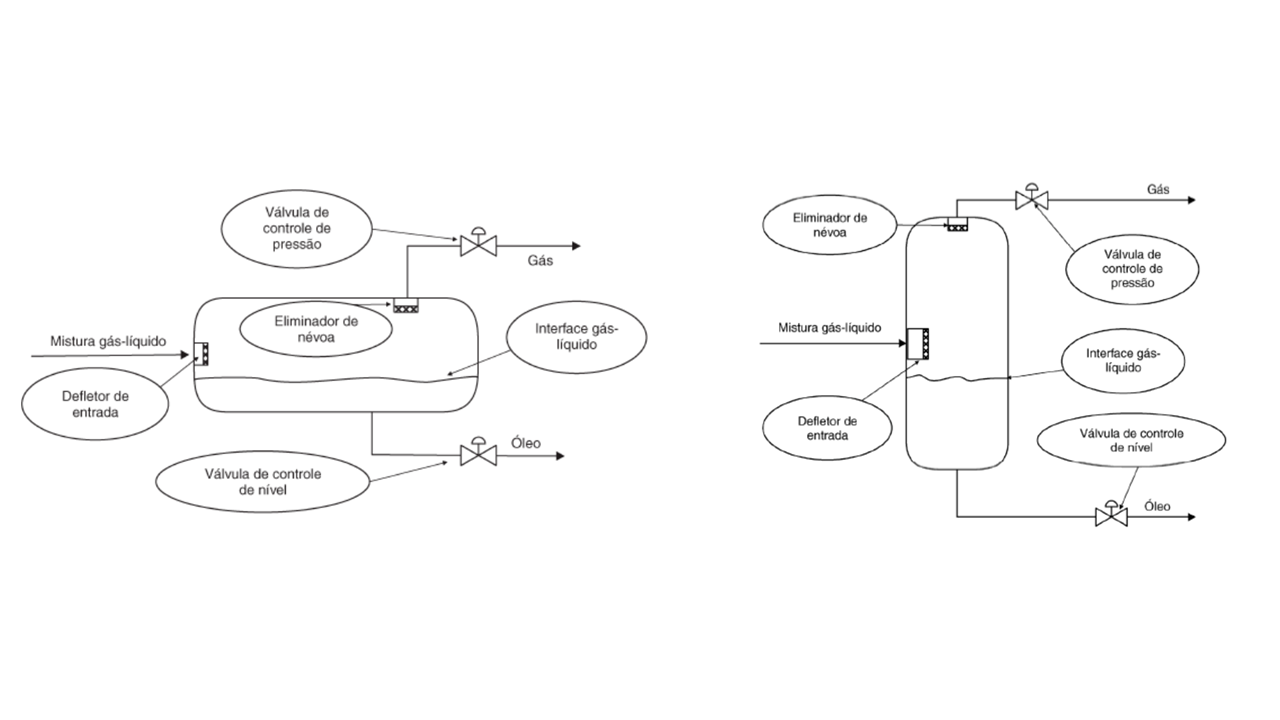 Válvula de
controle de
pressão
Gás
Eliminador de
névoa
Interface gás-
líquido
Mistura gás-líquido
Defletor de
entrada
Óleo
Válvula de controle
de nível
Gás
Eliminador de
névoa
Válvula de
controle de
pressão
Mistura gás-líquido
Interface gás-
líquido
Defletor de
entrada
Válvula de controle
de nível
Óleo